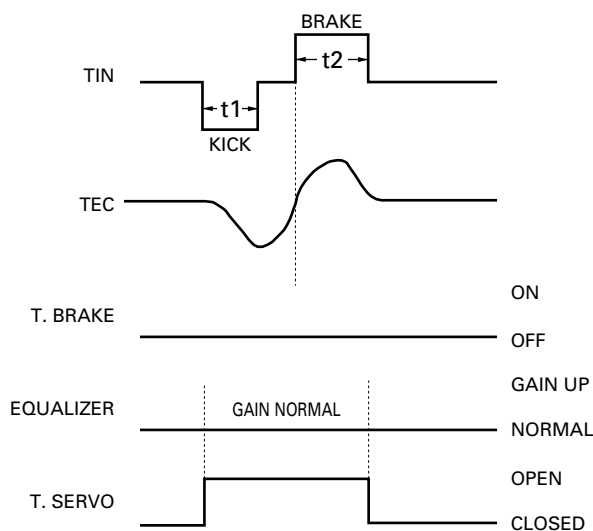 BRAKE
TIN
t2
t1
KICK
TEC
ON
T. BRAKE
OFF
GAIN UP
EQUALIZER
GAIN NORMAL
NORMAL
OPEN
T. SERVO
CLOSED